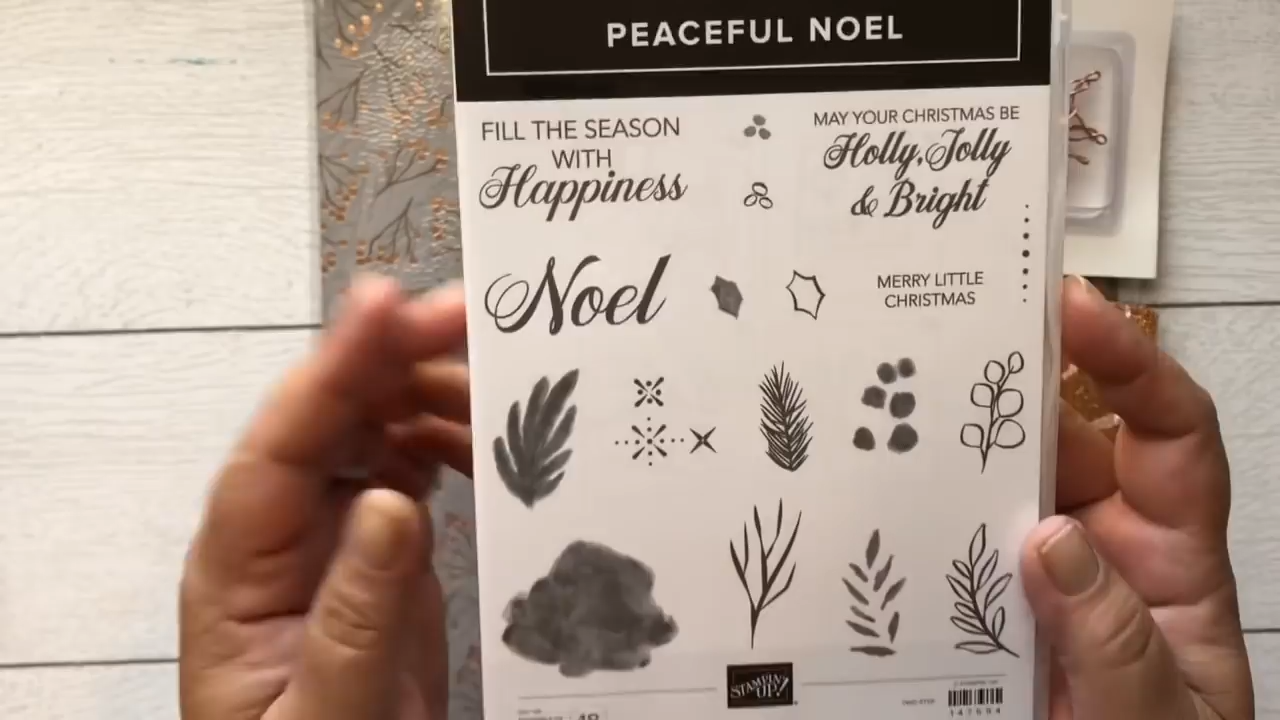 PEACEFUL NOEL
FILL THE SEASON
WITH
Happiness
MAY YOUR CHRISTMAS BE
Holly, Jolly
& Bright
Noel
MERRY LITTLE
CHRISTMAS
STAMPIN' UP!
147694